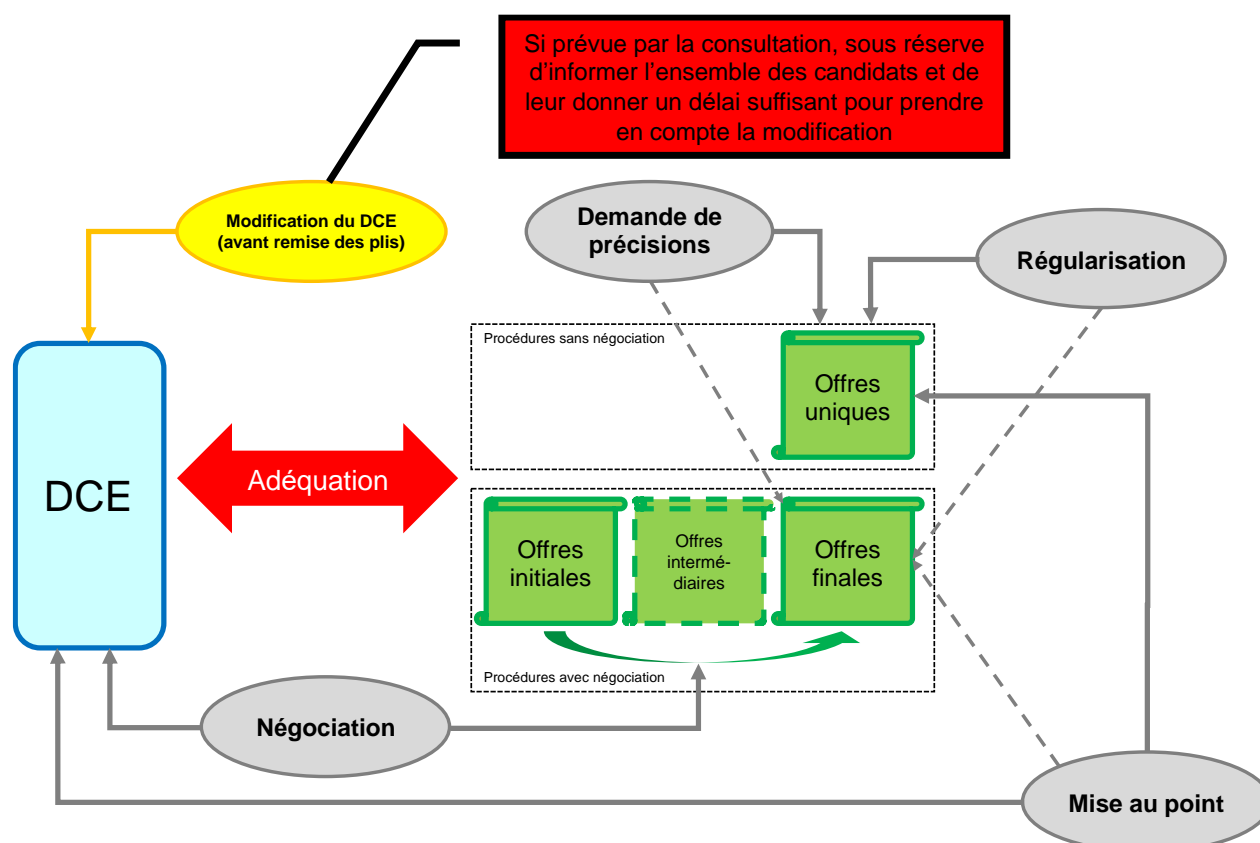 Si prévue par la consultation, sous réserve
d’informer l’ensemble des candidats et de
leur donner un délai suffisant pour prendre
en compte la modification
Modification du DCE
(avant remise des plis)
Demande de
précisions
Régularisation
Procédures sans négociation
Offres
uniques
DCE
Adéquation
Offres
initiales
Offres
intermé-
diaires
Offres
finales
Procédures avec négociation
Négociation
Mise au point